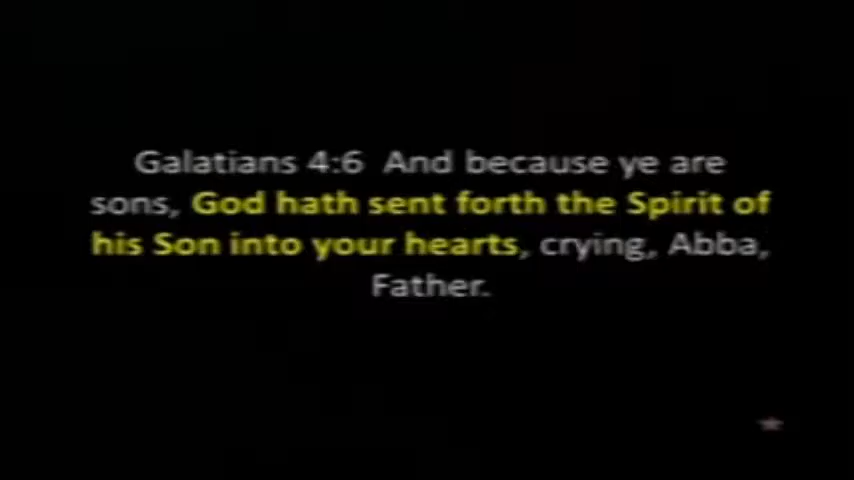 Galatians 4:6  And because ye are
sons, God hath sent forth the Spirit of
his Son into your hearts, crying, Abba,
Father.